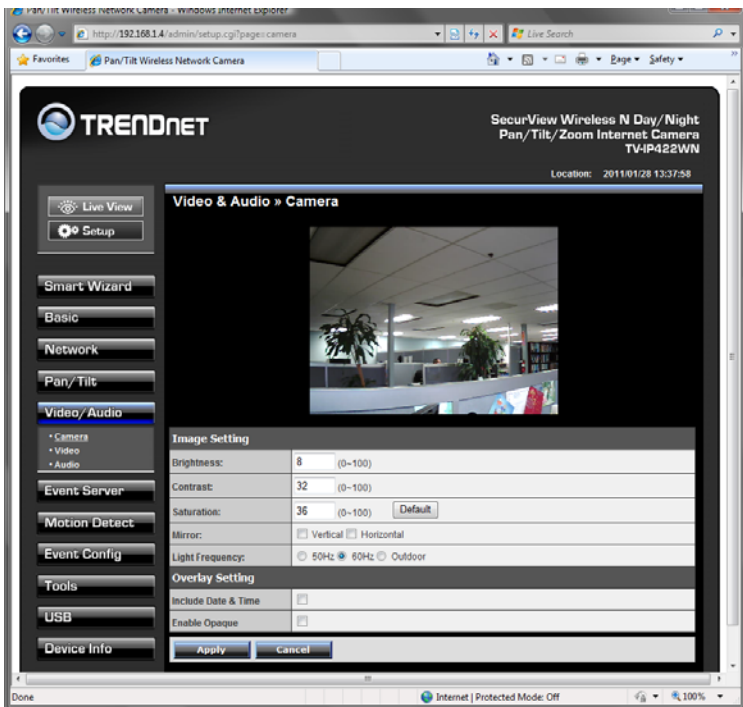 Pan/Tilt Wireless Network Camera - Windows Internet Explorer
http://192.168.1.4/admin/setup.cgi?page=camera
Live Search
Favorites
Pan/Tilt Wireless Network Camera
Page
Safety
TRENDNET
SecurView Wireless N Day/Night
Pan/Tilt/Zoom Internet Camera
TV-IP422WN
Location: 2011/01/28 13:37:58
Live View
Setup
Smart Wizard
Basic
Network
Pan/Tilt
Video/Audio
• Camera
• Video
• Audio
Event Server
Motion Detect
Event Config
Tools
USB
Device Info
Video & Audio » Camera
Image Setting
Brightness: 8 (0~100)
Contrast: 32 (0~100)
Saturation: 36 (0~100) Default
Mirror: Vertical Horizontal
Light Frequency: 50Hz 60Hz Outdoor
Overlay Setting
Include Date & Time
Enable Opaque
Apply Cancel
Done
Internet | Protected Mode: Off
100%